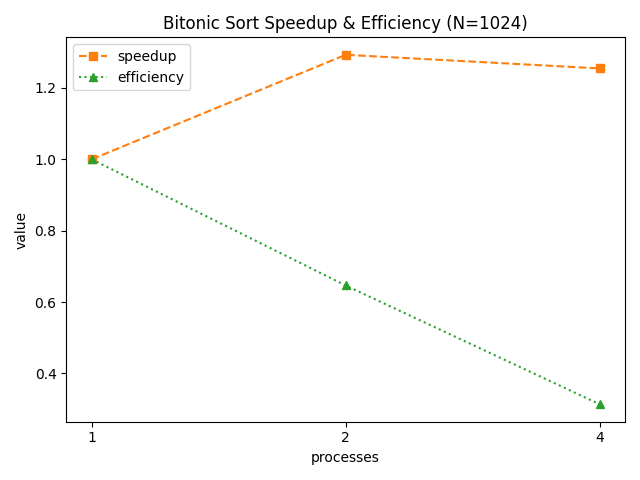 Bitonic Sort Speedup & Efficiency (N=1024)
speedup
efficiency
value
1.2
1.0
0.8
0.6
0.4
1 2 4
processes